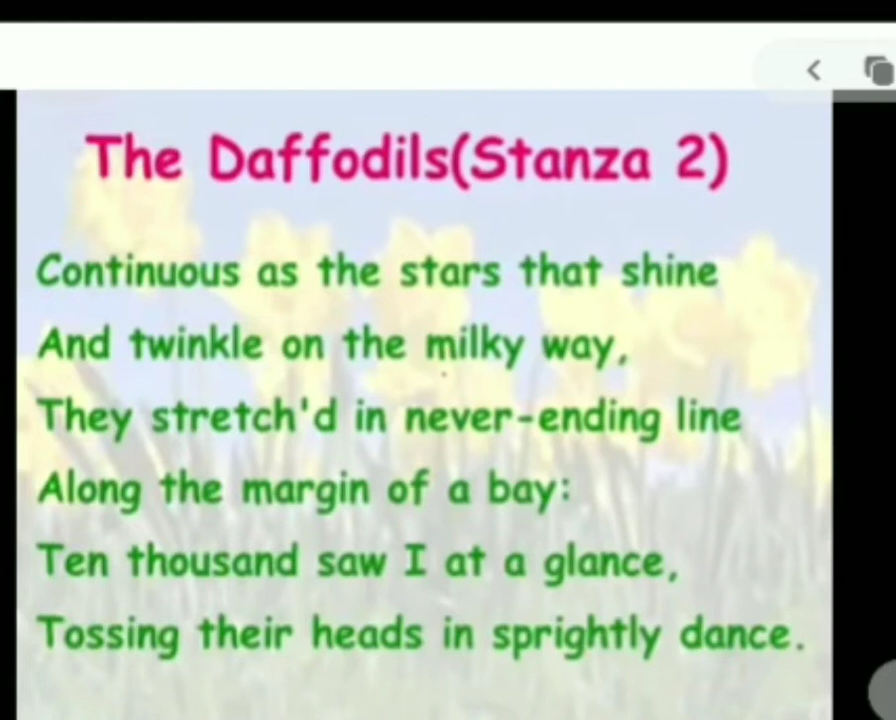 The Daffodils(Stanza 2)
Continuous as the stars that shine
And twinkle on the milky way,
They stretch'd in never-ending line
Along the margin of a bay:
Ten thousand saw I at a glance,
Tossing their heads in sprightly dance.